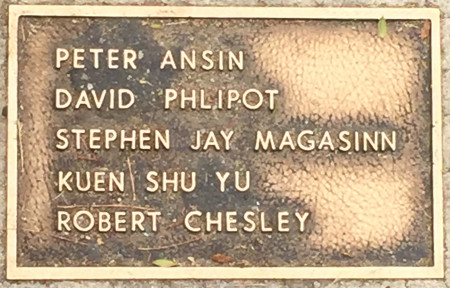 PETER ANSIN
DAVID PHLIPOT
STEPHEN JAY MAGASINN
KUEN SHU YU
ROBERT CHESLEY